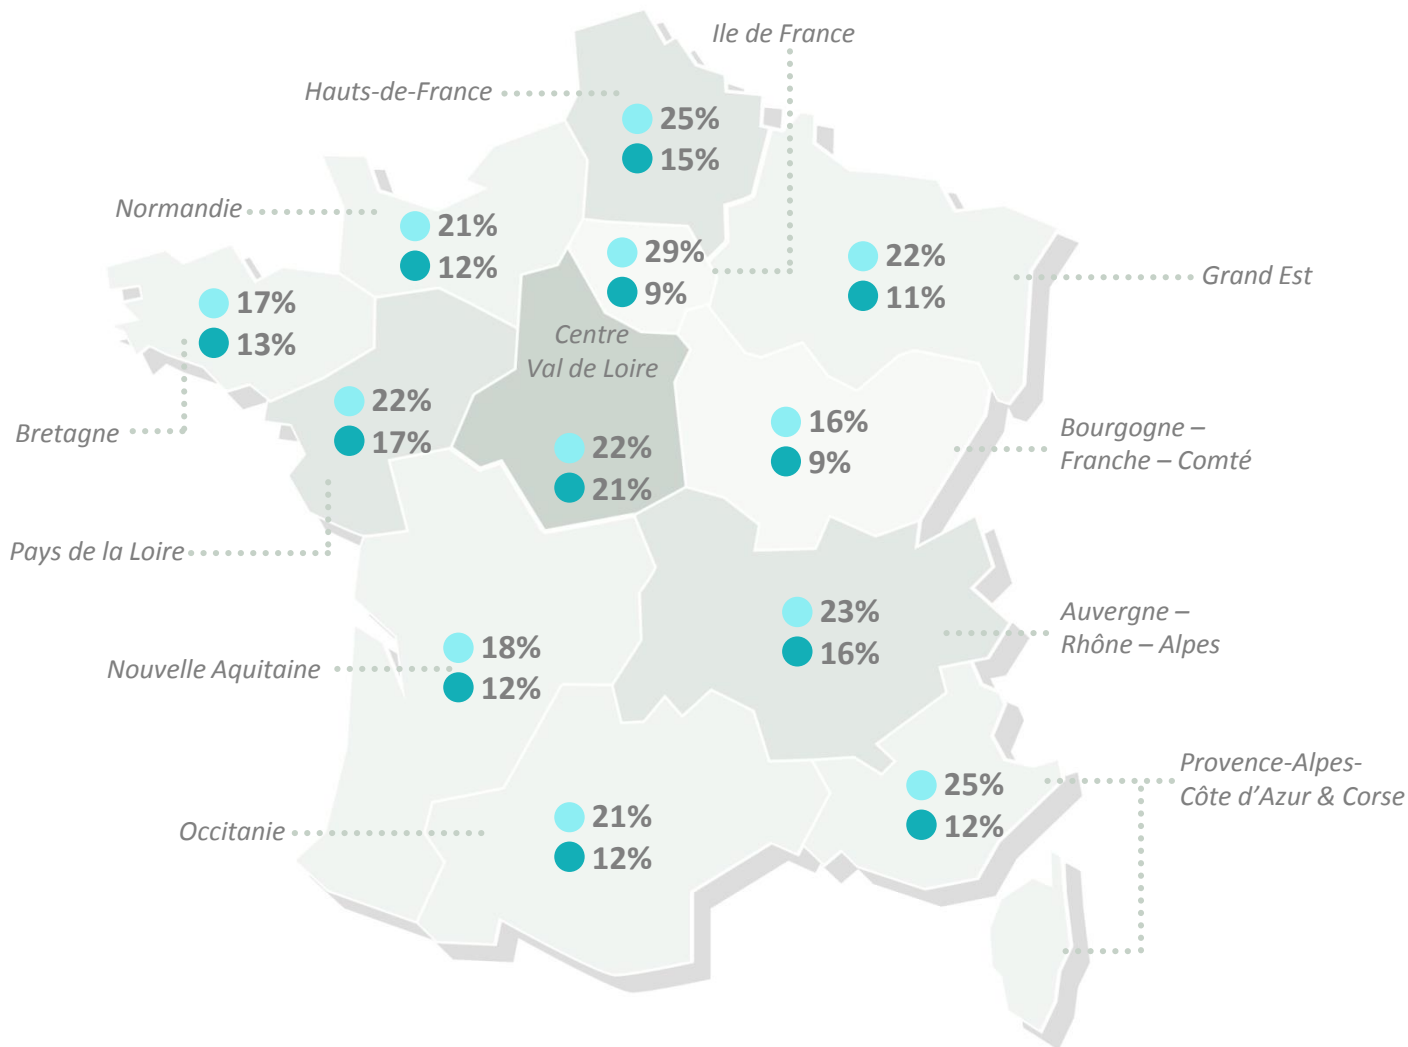 Ile de France
Hauts-de-France
25%
15%
Normandie
21%
12%
29%
9%
22%
11%
Grand Est
17%
13%
Centre
Val de Loire
Bretagne
22%
17%
22%
21%
16%
9%
Bourgogne –
Franche – Comté
Pays de la Loire
23%
16%
Auvergne –
Rhône – Alpes
Nouvelle Aquitaine
18%
12%
Provence-Alpes-
Côte d’Azur & Corse
25%
12%
Occitanie
21%
12%